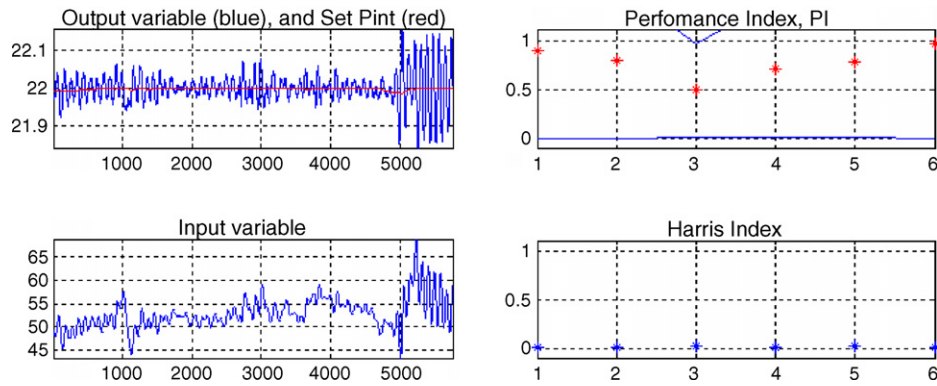 Output variable (blue), and Set Pint (red)
22.1
22
21.9
1000 2000 3000 4000 5000
Perfomance Index, PI
1
0.5
0
1 2 3 4 5 6
Input variable
65
60
55
50
45
1000 2000 3000 4000 5000
Harris Index
1
0.5
0
1 2 3 4 5 6